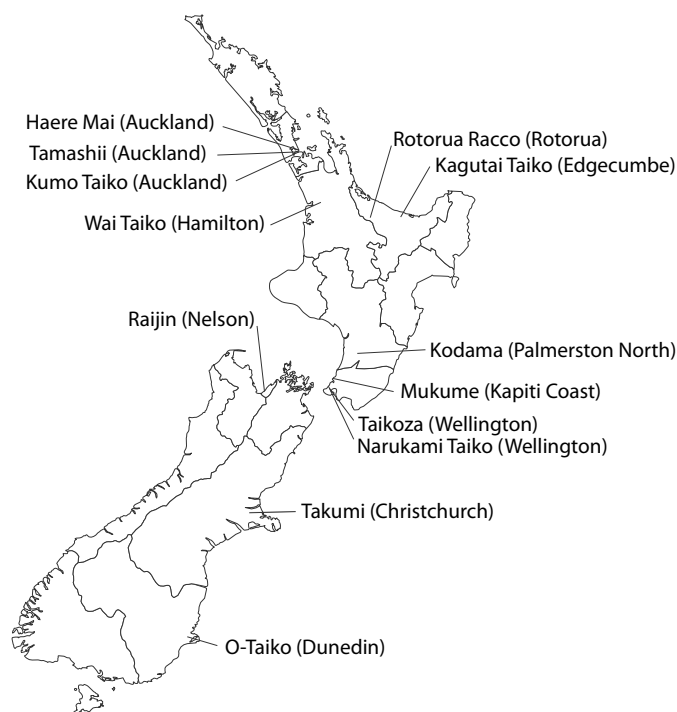 Haere Mai (Auckland)
Tamashii (Auckland)
Kumo Taiko (Auckland)
Rotorua Racco (Rotorua)
Kagutai Taiko (Edgecumbe)
Wai Taiko (Hamilton)
Raijin (Nelson)
Kodama (Palmerston North)
Mukume (Kapiti Coast)
Taikoza (Wellington)
Narukami Taiko (Wellington)
Takumi (Christchurch)
O-Taiko (Dunedin)